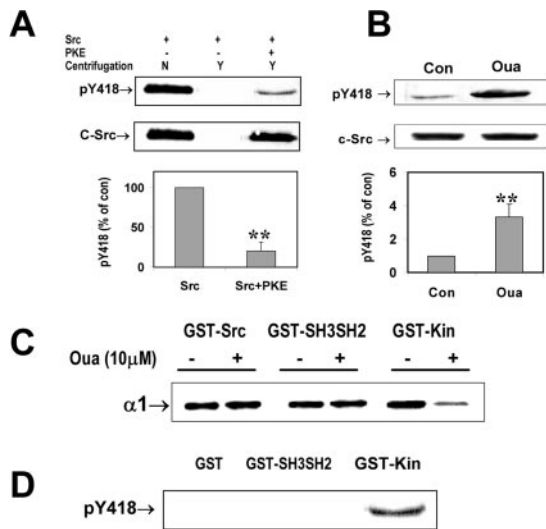 A
Src + + +
PKE - - +
Centrifugation N Y Y
pY418→
C-Src→
pY418 (% of con)
100
50
0
**
Src Src+PKE
B
Con Oua
pY418 →
c-Src →
pY418 (% of con)
6
4
2
0
**
Con Oua
C
GST-Src GST-SH3SH2 GST-Kin
Oua (10μM) - + - + - +
α1→
D
GST GST-SH3SH2 GST-Kin
pY418→